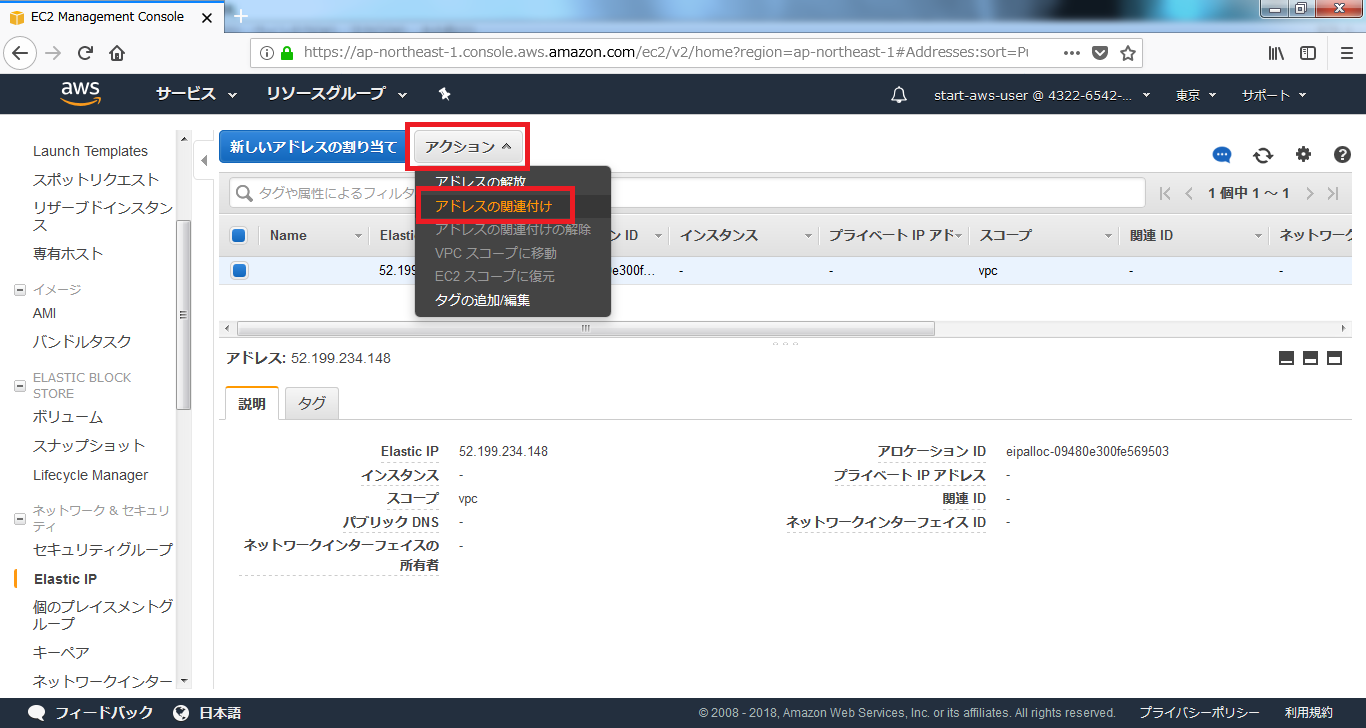 EC2 Management Console
https://ap-northeast-1.console.aws.amazon.com/ec2/v2/home?region=ap-northeast-1#Addresses:sort=Pu
aws
サービス
リソースグループ
start-aws-user @ 4322-6542-...
東京
サポート
Launch Templates
スポットリクエスト
リザーブドインスタン
ス
専有ホスト
イメージ
AMI
バンドルタスク
ELASTIC BLOCK
STORE
ボリューム
スナップショット
Lifecycle Manager
ネットワーク & セキュリ
ティ
セキュリティグループ
Elastic IP
個のプレイスメントグ
ループ
キーペア
ネットワークインター
新しいアドレスの割り当て
アクション
アドレスの解放
アドレスの関連付け
アドレスの関連付けの解除
VPC スコープに移動
EC2 スコープに復元
タグの追加/編集
タグや属性によるフィルタ
1 個中 1 ～ 1
Name
Elastic
ン ID
インスタンス
プライベート IP アド
スコープ
関連 ID
ネットワーク
52.199
e300f...
-
-
vpc
-
-
アドレス: 52.199.234.148
説明
タグ
Elastic IP 52.199.234.148
インスタンス -
スコープ vpc
パブリック DNS -
ネットワークインターフェイスの -
所有者
アロケーション ID eipalloc-09480e300fe569503
プライベート IP アドレス -
関連 ID -
ネットワークインターフェイス ID -
フィードバック
日本語
© 2008 - 2018, Amazon Web Services, Inc. or its affiliates. All rights reserved.
プライバシーポリシー
利用規約